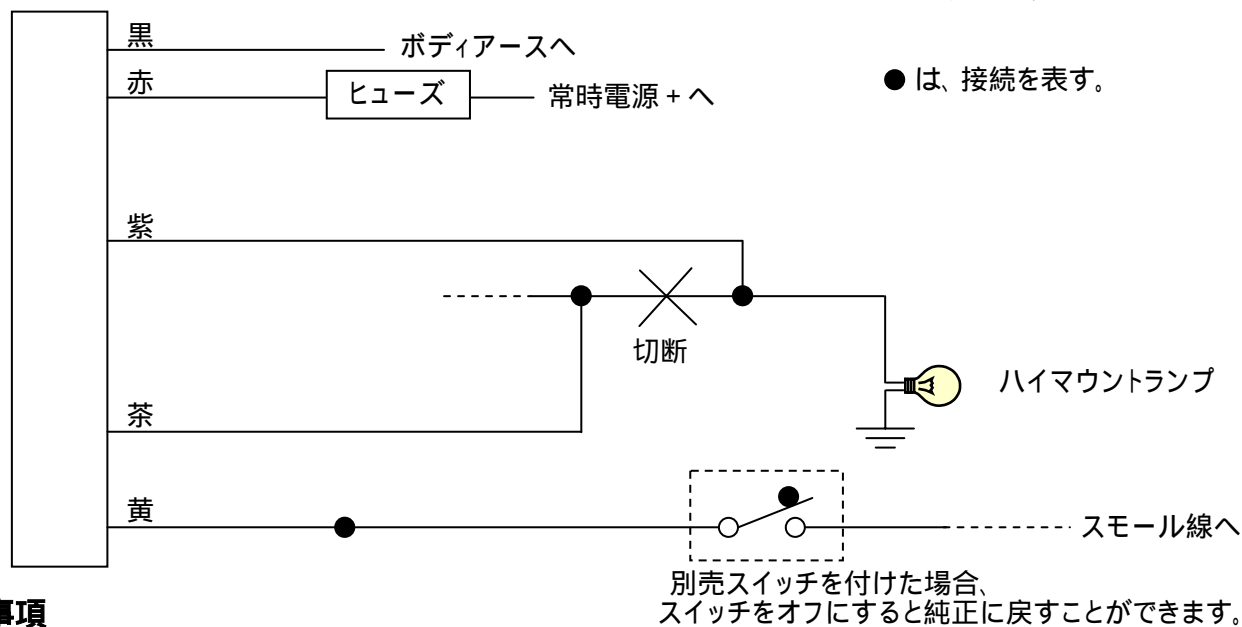 黒
ボディアースへ
赤
ヒューズ
常時電源 + へ
● は、接続を表す。
紫
切断
ハイマウントランプ
茶
黄
スモール線へ
別売スイッチを付けた場合、
スイッチをオフにすると純正に戻すことができます。
事項